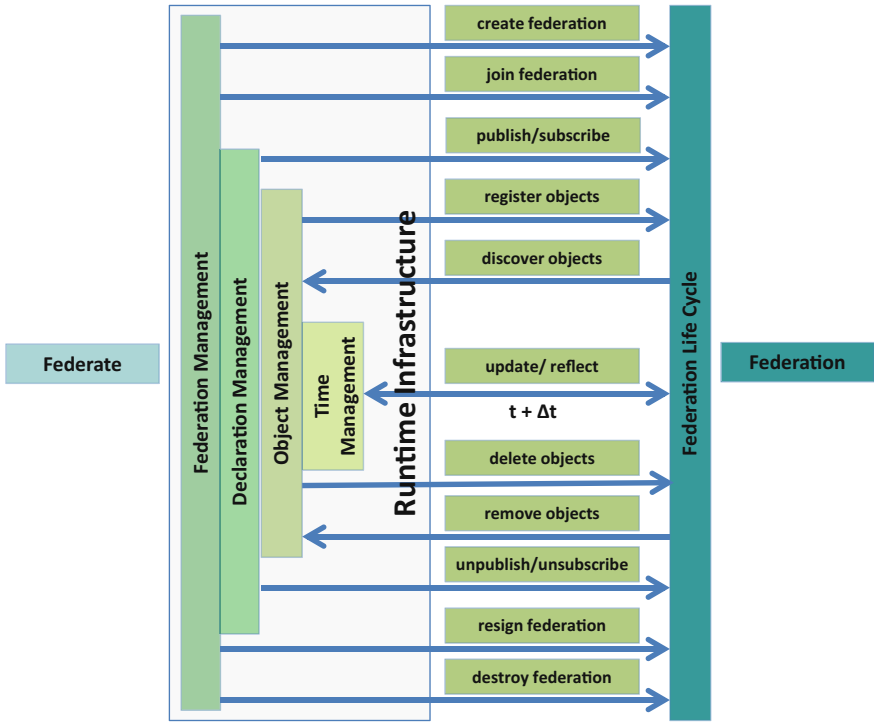 create federation
join federation
publish/subscribe
register objects
discover objects
update/ reflect
t + Δt
delete objects
remove objects
unpublish/unsubscribe
resign federation
destroy federation
Federate
Federation Management
Declaration Management
Object Management
Time
Management
Runtime Infrastructure
Federation Life Cycle
Federation